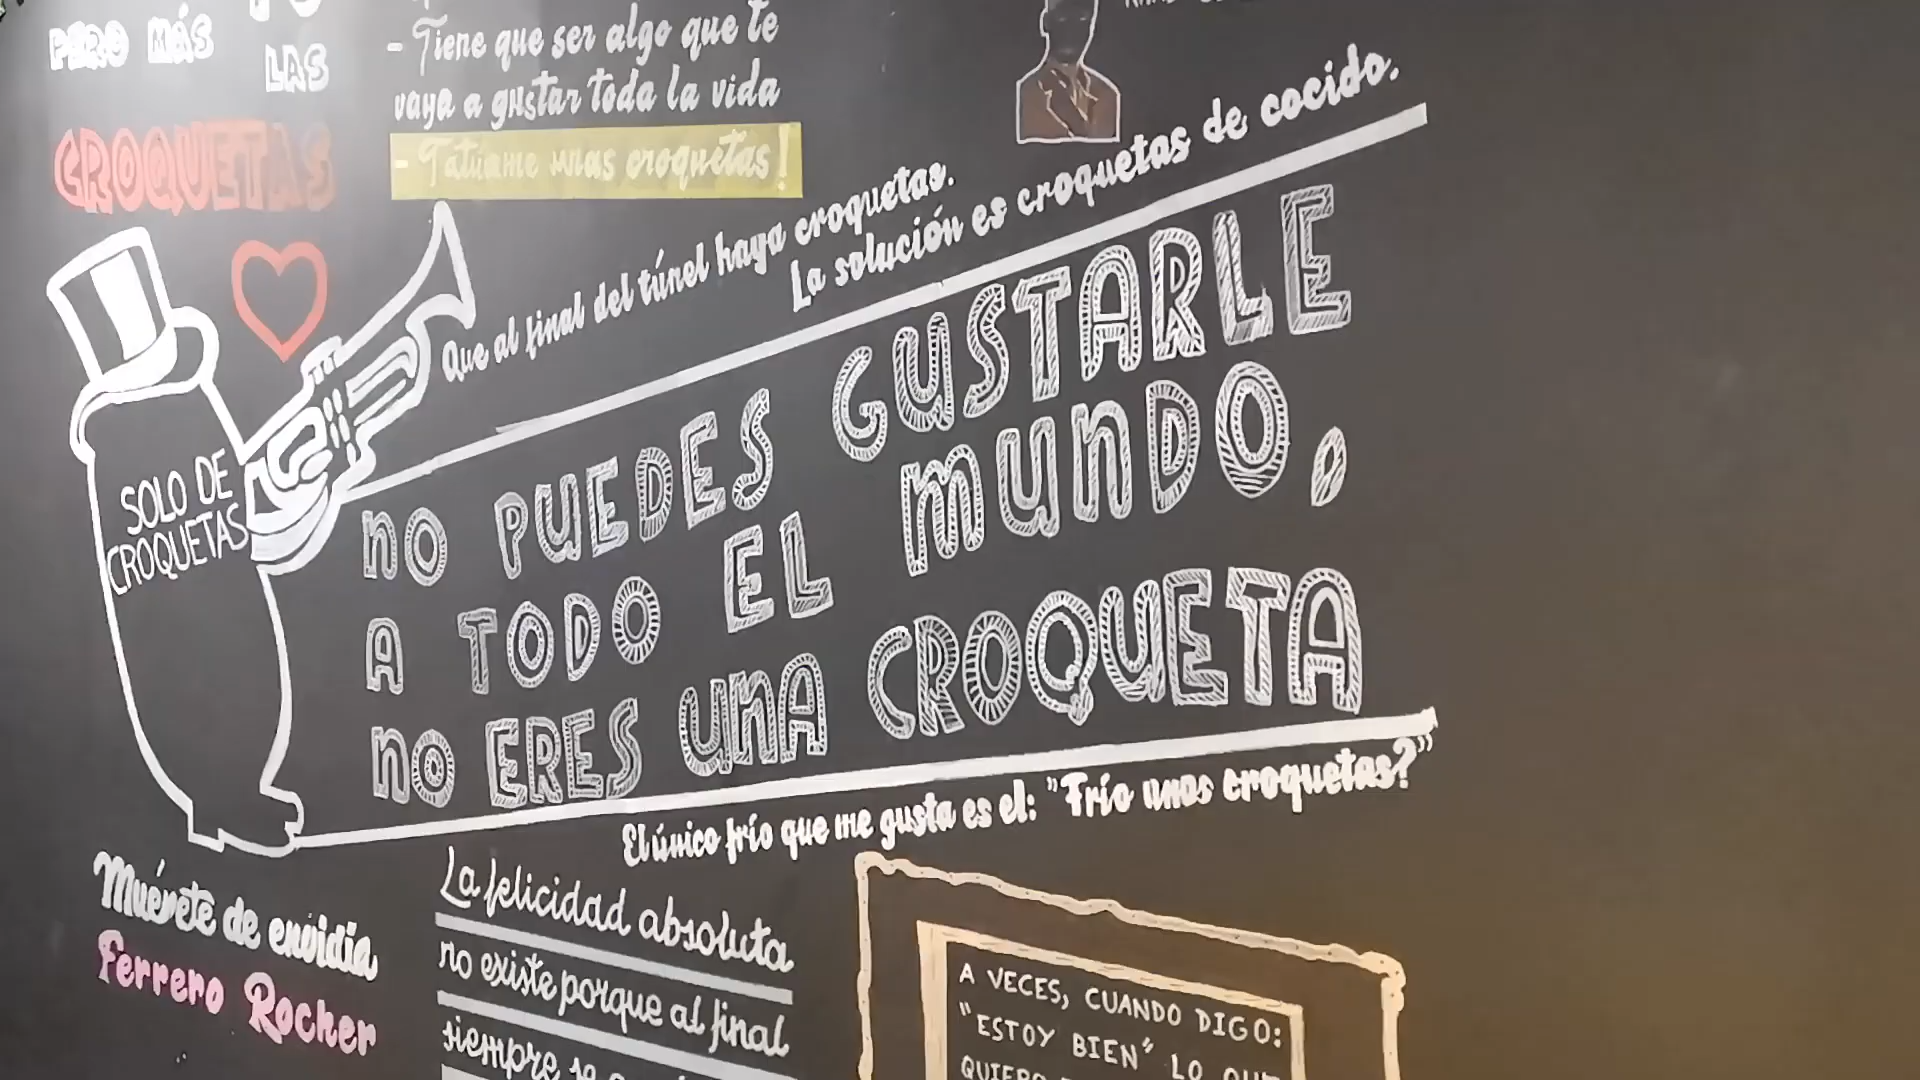 PERO MÁS
LAS
CROQUETAS
- Tiene que ser algo que te
vaya a gustar toda la vida
- Tatúame unas croquetas!
Que al final del túnel haya croquetas.
La solución es croquetas de cocido.
SOLO DE
CROQUETAS
NO PUEDES GUSTARLE
A TODO EL MUNDO,
NO ERES UNA CROQUETA
El único frío que me gusta es el: "Frío unas croquetas?"
Muérete de envidia
Ferrero Rocher
La felicidad absoluta
no existe porque al final
siempre se
A VECES, CUANDO DIGO:
"ESTOY BIEN" LO QUE
QUIERO